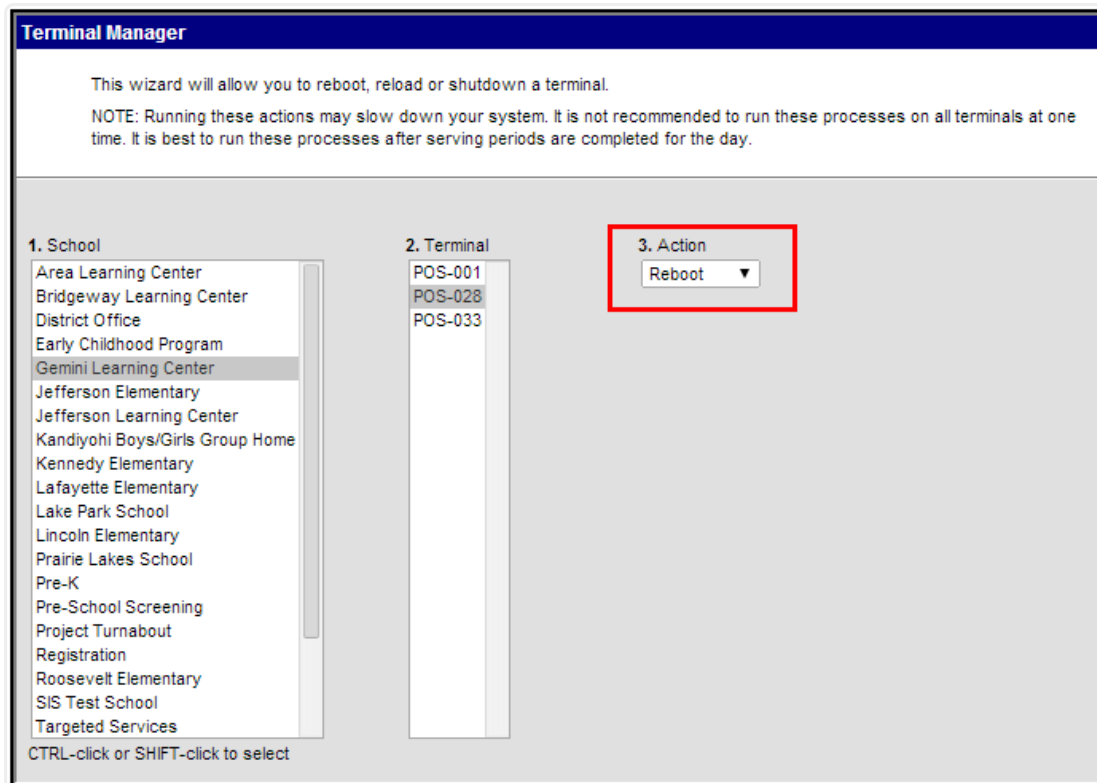 Terminal Manager
This wizard will allow you to reboot, reload or shutdown a terminal.
NOTE: Running these actions may slow down your system. It is not recommended to run these processes on all terminals at one
time. It is best to run these processes after serving periods are completed for the day.
1. School
Area Learning Center
Bridgeway Learning Center
District Office
Early Childhood Program
Gemini Learning Center
Jefferson Elementary
Jefferson Learning Center
Kandiyohi Boys/Girls Group Home
Kennedy Elementary
Lafayette Elementary
Lake Park School
Lincoln Elementary
Prairie Lakes School
Pre-K
Pre-School Screening
Project Turnabout
Registration
Roosevelt Elementary
SIS Test School
Targeted Services
CTRL-click or SHIFT-click to select
2. Terminal
POS-001
POS-028
POS-033
3. Action
Reboot